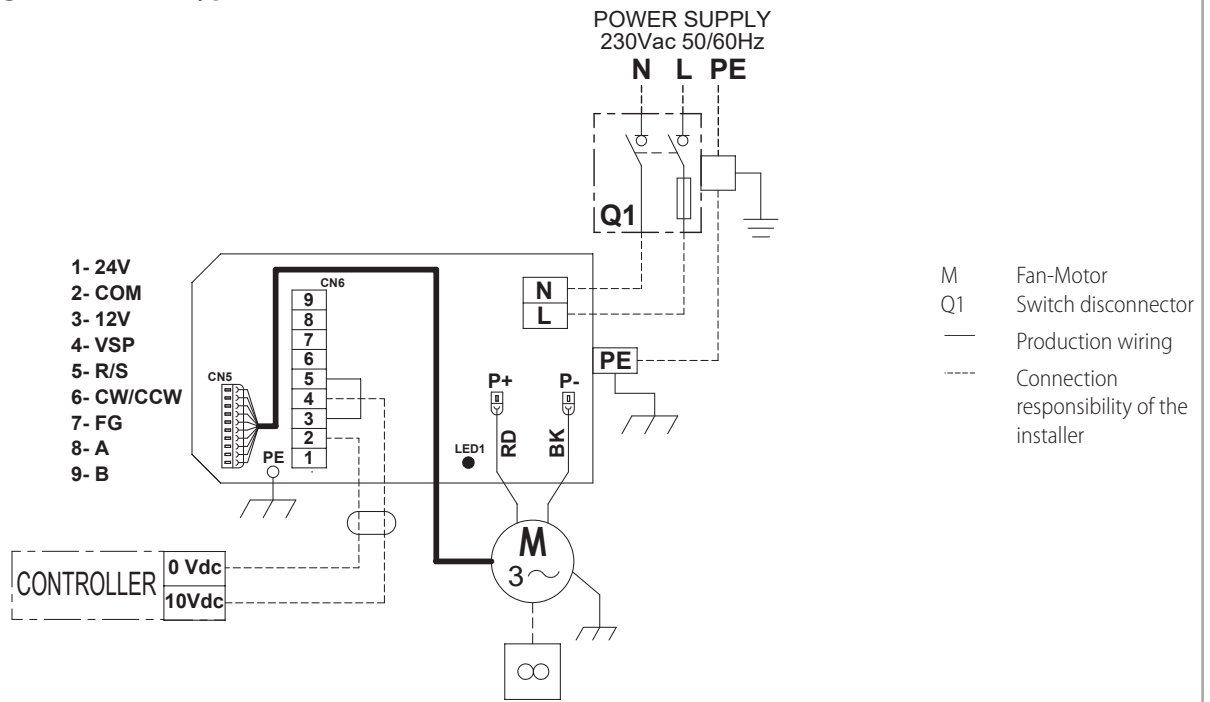 POWER SUPPLY
230Vac 50/60Hz
N L PE
Q1
1- 24V
2- COM
3- 12V
4- VSP
5- R/S
6- CW/CCW
7- FG
8- A
9- B
CN5
CN6
9
8
7
6
5
4
3
2
1
PE
N
L
PE
P+
P-
RD
BK
LED1
M
3
CONTROLLER
0 Vdc
10Vdc
M Fan-Motor
Q1 Switch disconnector
Production wiring
Connection
responsibility of the
installer